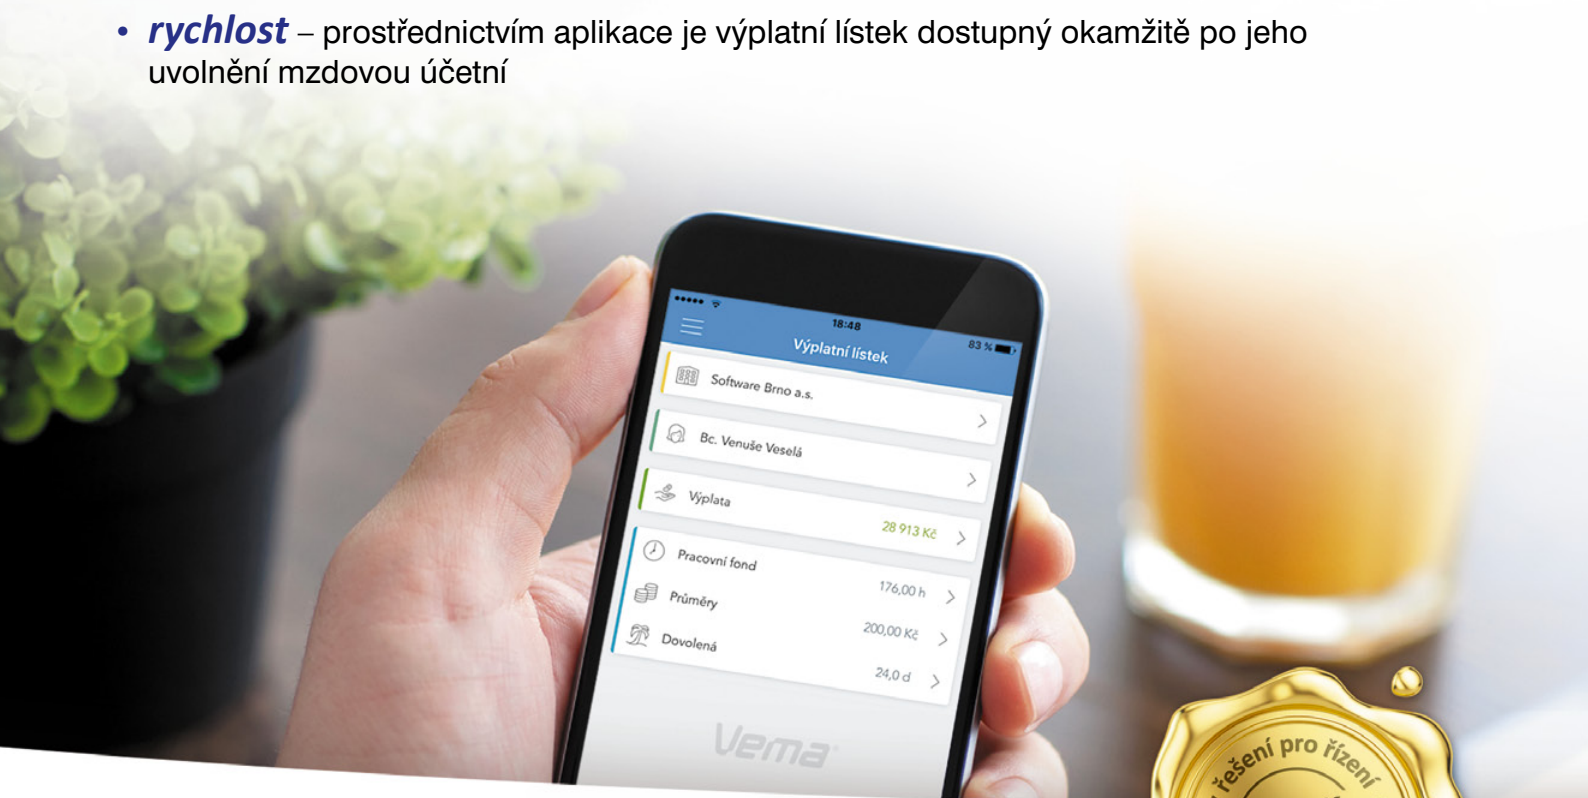 • rychlost – prostřednictvím aplikace je výplatní lístek dostupný okamžitě po jeho
uvolnění mzdovou účetní
18:48
83 %
Výplatní lístek
Software Brno a.s.
Bc. Venuše Veselá
Výplata 28 913 Kč
Pracovní fond 176,00 h
Průměry 200,00 Kč
Dovolená 24,0 d
Vema
řešení pro řízení